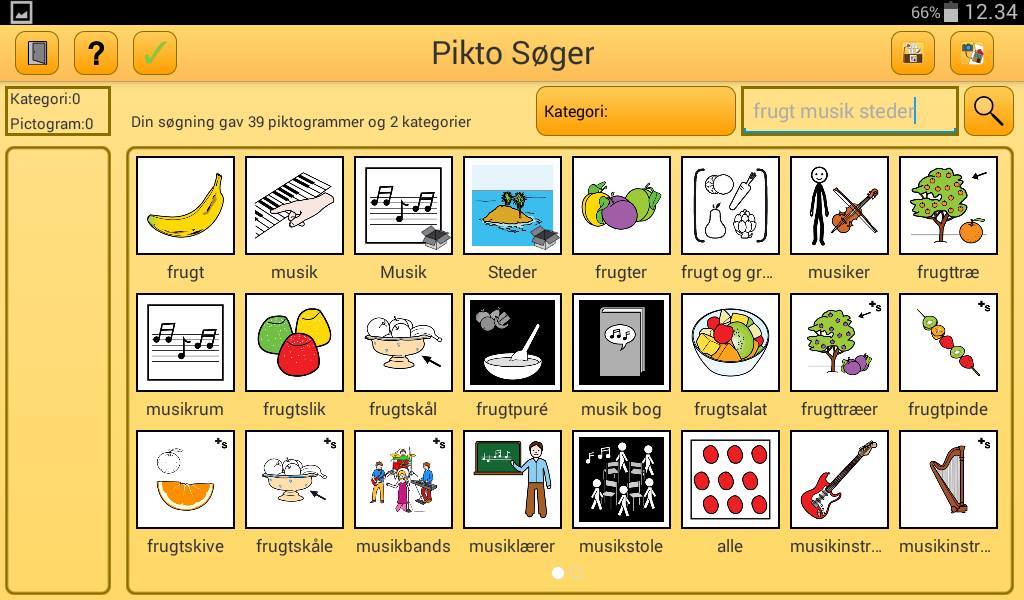 66% 12.34
? Pikto Søger
Kategori:0
Pictogram:0
Din søgning gav 39 piktogrammer og 2 kategorier
Kategori:
frugt musik steder
frugt musik Musik Steder frugter frugt og gr... musiker frugttræ
+s +s
musikrum frugtslik frugtskål frugtpuré musik bog frugtsalat frugttræer frugtpinde
+s +s +s +s
frugtskive frugtskåle musikbands musiklærer musikstole alle musikinstr... musikinstr...